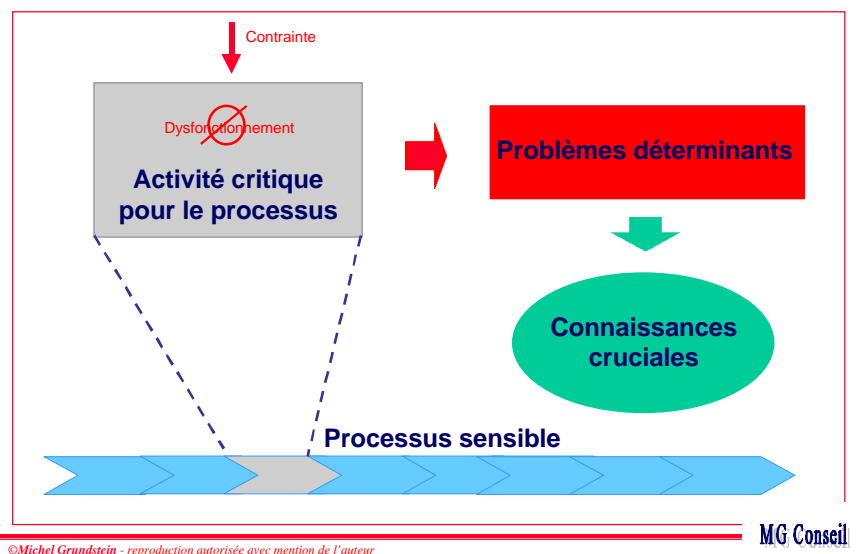 Contrainte
Dysfonctionnement
Activité critique
pour le processus
Problèmes déterminants
Connaissances
cruciales
Processus sensible
MG Conseil
©Michel Grundstein - reproduction autorisée avec mention de l'auteur